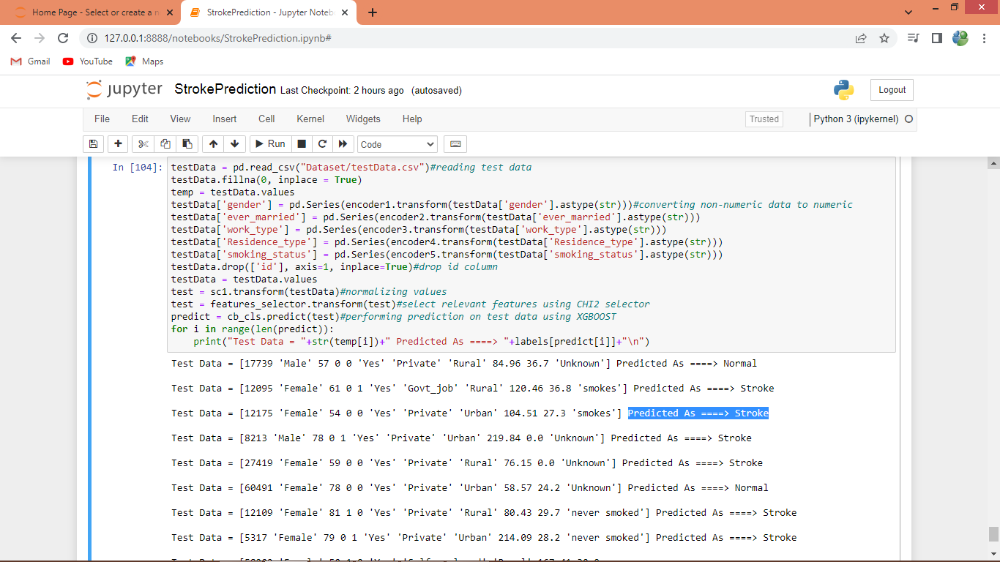 Home Page - Select or create a n
StrokePrediction - Jupyter Noteb
127.0.0.1:8888/notebooks/StrokePrediction.ipynb#
Gmail YouTube Maps
jupyter StrokePrediction Last Checkpoint: 2 hours ago (autosaved) Logout
File Edit View Insert Cell Kernel Widgets Help Trusted Python 3 (ipykernel)
Run Code
In [104]: testData = pd.read_csv("Dataset/testData.csv")#reading test data
testData.fillna(0, inplace = True)
temp = testData.values
testData['gender'] = pd.Series(encoder1.transform(testData['gender'].astype(str)))#converting non-numeric data to numeric
testData['ever_married'] = pd.Series(encoder2.transform(testData['ever_married'].astype(str)))
testData['work_type'] = pd.Series(encoder3.transform(testData['work_type'].astype(str)))
testData['Residence_type'] = pd.Series(encoder4.transform(testData['Residence_type'].astype(str)))
testData['smoking_status'] = pd.Series(encoder5.transform(testData['smoking_status'].astype(str)))
testData.drop(['id'], axis=1, inplace=True)#drop id column
testData = testData.values
test = sc1.transform(testData)#normalizing values
test = features_selector.transform(test)#select relevant features using CHI2 selector
predict = cb_cls.predict(test)#performing prediction on test data using XGBOOST
for i in range(len(predict)):
    print("Test Data = "+str(temp[i])+" Predicted As ====> "+labels[predict[i]]+"\n")
Test Data = [17739 'Male' 57 0 0 'Yes' 'Private' 'Rural' 84.96 36.7 'Unknown'] Predicted As ====> Normal
Test Data = [12095 'Female' 61 0 1 'Yes' 'Govt_job' 'Rural' 120.46 36.8 'smokes'] Predicted As ====> Stroke
Test Data = [12175 'Female' 54 0 0 'Yes' 'Private' 'Urban' 104.51 27.3 'smokes'] Predicted As ====> Stroke
Test Data = [8213 'Male' 78 0 1 'Yes' 'Private' 'Urban' 219.84 0.0 'Unknown'] Predicted As ====> Stroke
Test Data = [27419 'Female' 59 0 0 'Yes' 'Private' 'Rural' 76.15 0.0 'Unknown'] Predicted As ====> Stroke
Test Data = [60491 'Female' 78 0 0 'Yes' 'Private' 'Urban' 58.57 24.2 'Unknown'] Predicted As ====> Normal
Test Data = [12109 'Female' 81 1 0 'Yes' 'Private' 'Rural' 80.43 29.7 'never smoked'] Predicted As ====> Stroke
Test Data = [5317 'Female' 79 0 1 'Yes' 'Private' 'Urban' 214.09 28.2 'never smoked'] Predicted As ====> Stroke